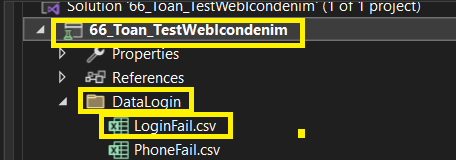 Solution '66_Toan_TestWebIcondenim' (1 of 1 project)
66_Toan_TestWebIcondenim
Properties
References
DataLogin
LoginFail.csv
PhoneFail.csv